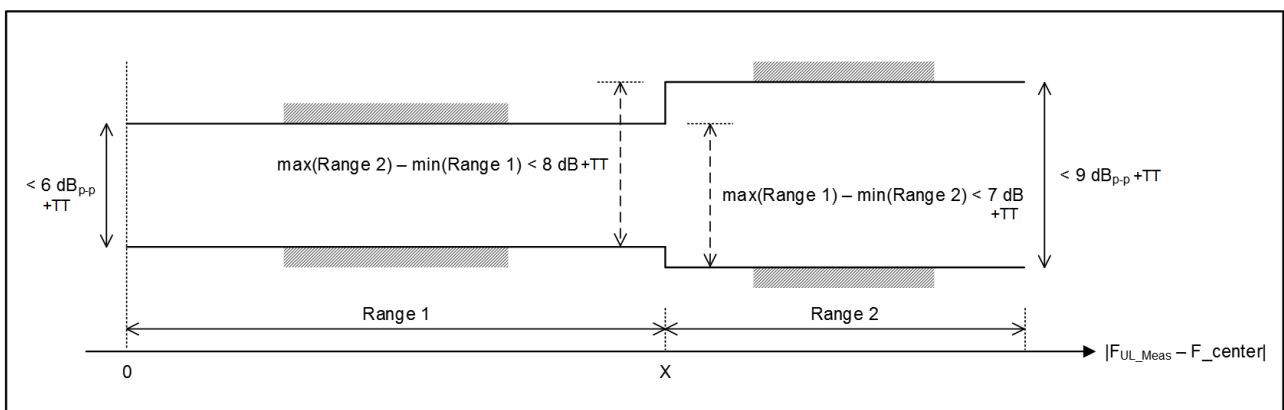 max(Range 2) – min(Range 1) < 8 dB+TT
< 6 dBp-p
+TT
max(Range 1) – min(Range 2) < 7 dB
+TT
< 9 dBp-p +TT
Range 1
Range 2
|FUL_Meas – F_center|
0
X